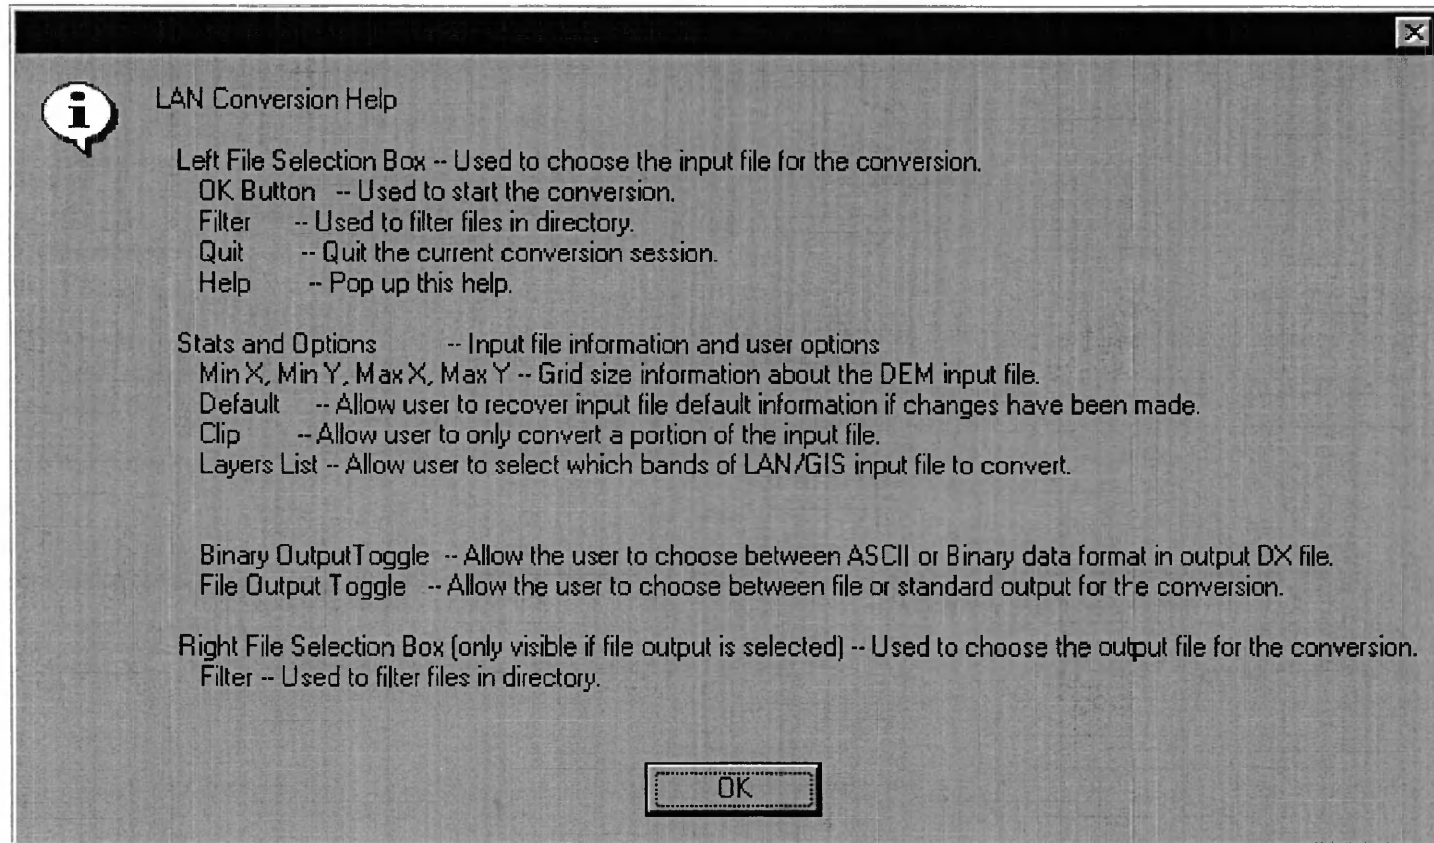 LAN Conversion Help
Left File Selection Box -- Used to choose the input file for the conversion.
OK Button -- Used to start the conversion.
Filter -- Used to filter files in directory.
Quit -- Quit the current conversion session.
Help -- Pop up this help.
Stats and Options -- Input file information and user options
Min X, Min Y, Max X, Max Y -- Grid size information about the DEM input file.
Default -- Allow user to recover input file default information if changes have been made.
Clip -- Allow user to only convert a portion of the input file.
Layers List -- Allow user to select which bands of LAN/GIS input file to convert.
Binary OutputToggle -- Allow the user to choose between ASCII or Binary data format in output DX file.
File Output Toggle -- Allow the user to choose between file or standard output for the conversion.
Right File Selection Box (only visible if file output is selected) -- Used to choose the output file for the conversion.
Filter -- Used to filter files in directory.
OK